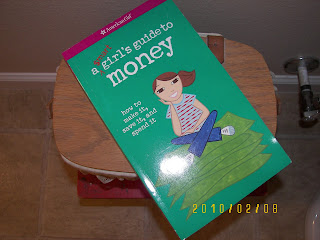 American Girl
a smart girl's guide to
money
how to
make it,
save it, and
spend it
2010/02/08